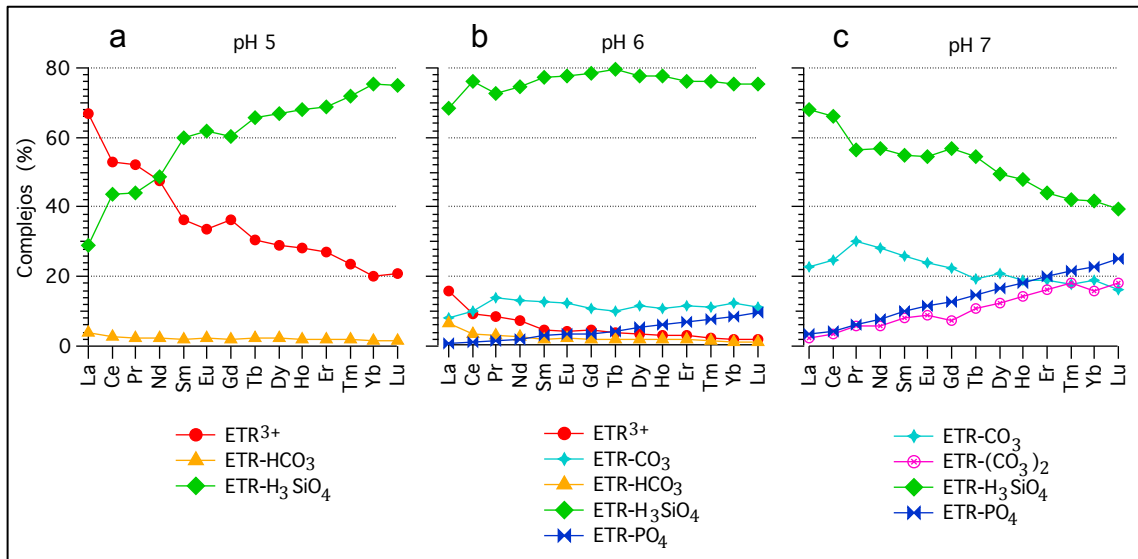 a
pH 5
b
pH 6
c
pH 7
Complejos (%)
80
60
40
20
0
La Ce Pr Nd Sm Eu Gd Tb Dy Ho Er Tm Yb Lu
La Ce Pr Nd Sm Eu Gd Tb Dy Ho Er Tm Yb Lu
La Ce Pr Nd Sm Eu Gd Tb Dy Ho Er Tm Yb Lu
ETR³⁺
ETR-HCO₃
ETR-H₃SiO₄
ETR³⁺
ETR-CO₃
ETR-HCO₃
ETR-H₃SiO₄
ETR-PO₄
ETR-CO₃
ETR-(CO₃)₂
ETR-H₃SiO₄
ETR-PO₄